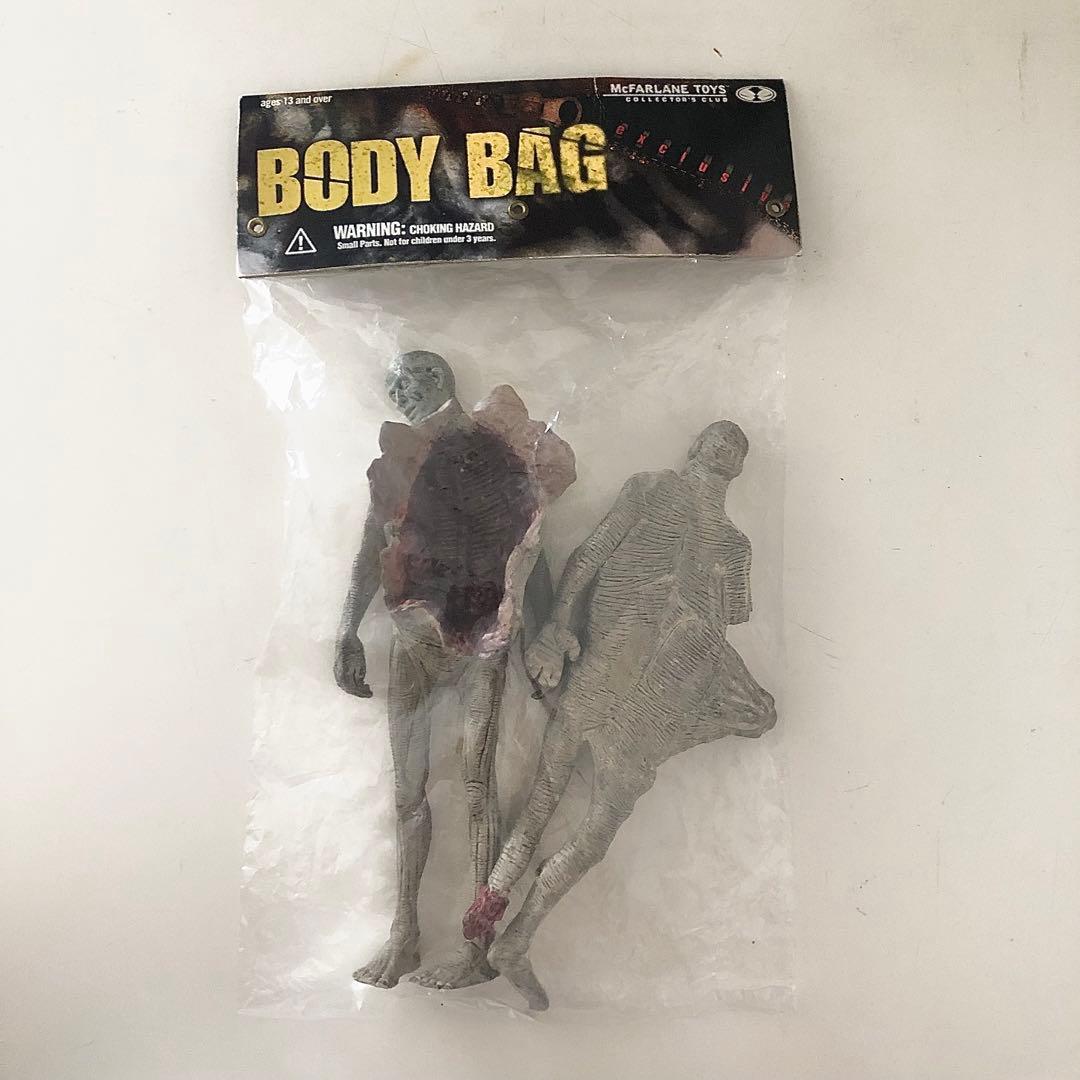 ages 13 and over
McFARLANE TOYS
COLLECTOR'S CLUB
exclusive
BODY BAG
WARNING: CHOKING HAZARD
Small Parts. Not for children under 3 years.